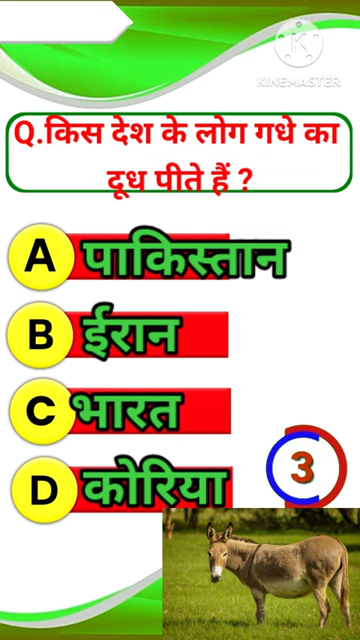 KINEMASTER
Q.किस देश के लोग गधे का
दूध पीते हैं ?
A पाकिस्तान
B ईरान
C भारत
D कोरिया
3